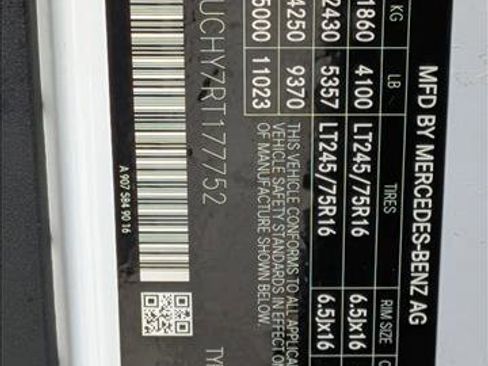 MFD BY MERCEDES-BENZ AG
KG LB TIRES RIM SIZE
1860 4100 LT245/75R16 6.5Jx16
2430 5357 LT245/75R16 6.5Jx16
4250 9370 THIS VEHICLE CONFORMS TO ALL APPLI
5000 11023 VEHICLE SAFETY STANDARDS IN EFFECT O
OF MANUFACTURE SHOWN BELOW.
UCHY7RT177752 TY
A 907 584 90 16